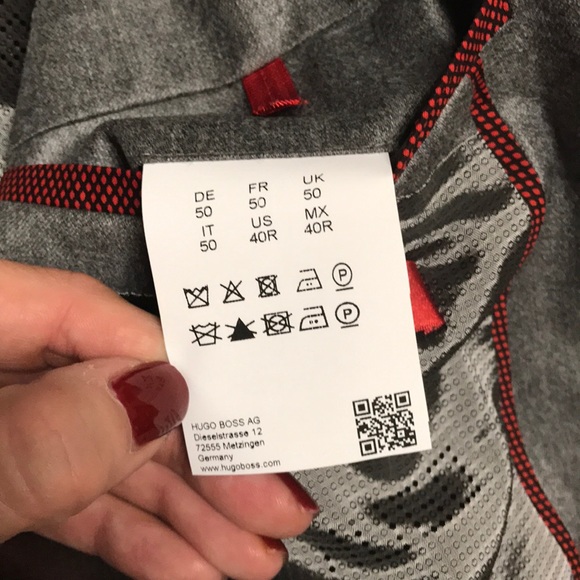 DE FR UK
50 50 50
IT US MX
50 40R 40R
P
P
HUGO BOSS AG
Dieselstrasse 12
72555 Metzingen
Germany
www.hugoboss.com